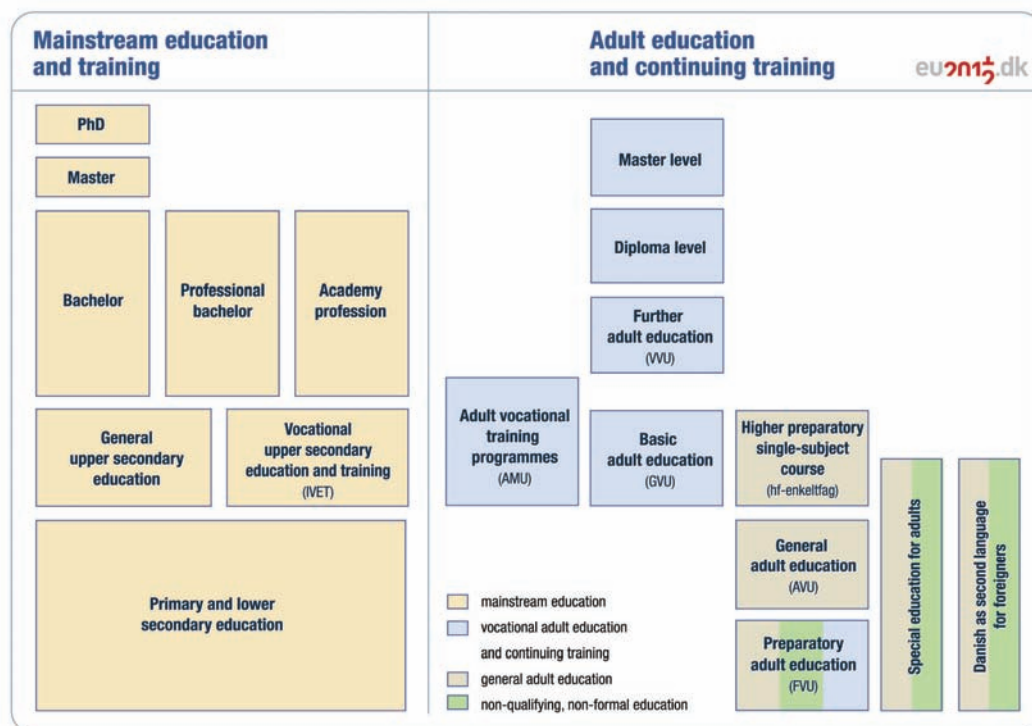 Mainstream education
and training
Adult education
and continuing training
eu2012.dk
PhD
Master
Bachelor
Professional
bachelor
Academy
profession
General
upper secondary
education
Vocational
upper secondary
education and training
(IVET)
Primary and lower
secondary education
Master level
Diploma level
Further
adult education
(VVU)
Adult vocational
training
programmes
(AMU)
Basic
adult education
(GVU)
Higher preparatory
single-subject
course
(hf-enkeltfag)
General
adult education
(AVU)
Preparatory
adult education
(FVU)
Special education for adults
Danish as second language
for foreigners
mainstream education
vocational adult education
and continuing training
general adult education
non-qualifying, non-formal education